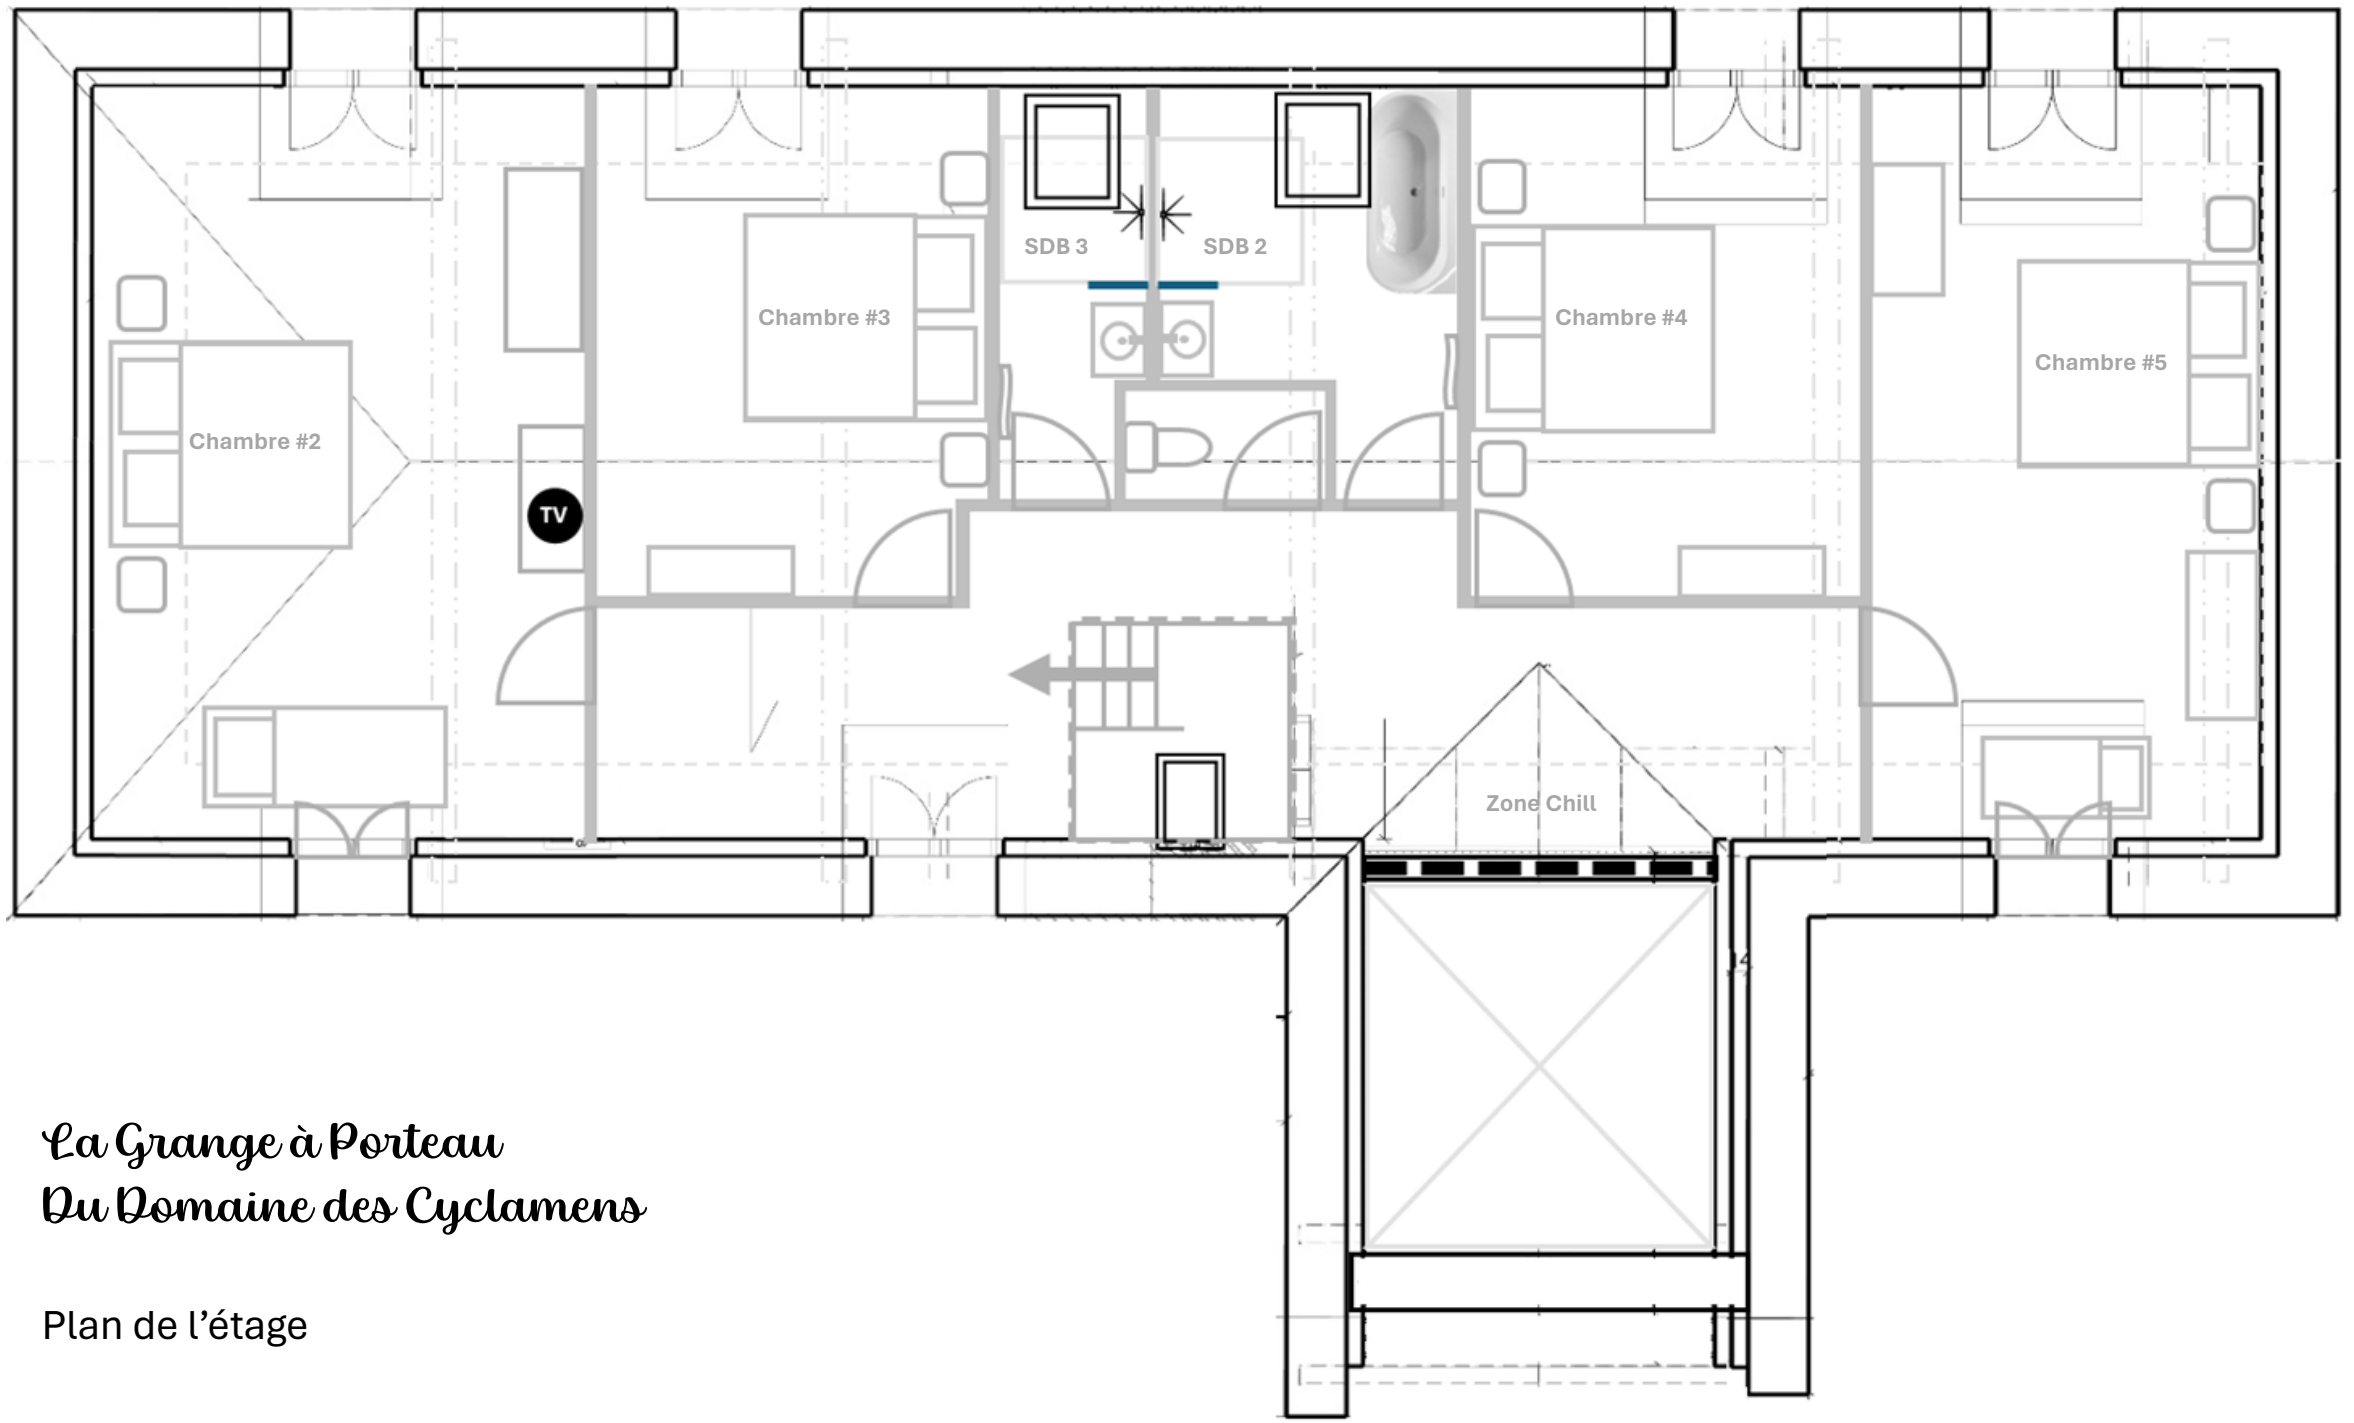 SDB 3
SDB 2
Chambre #3
Chambre #4
Chambre #5
Chambre #2
TV
Zone Chill
14
La Grange à Porteau
Du Domaine des Cyclamens
Plan de l’étage